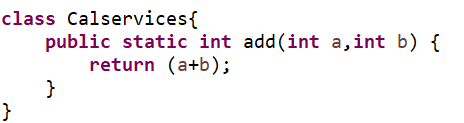 class Calservices{
    public static int add(int a,int b) {
        return (a+b);
    }
}